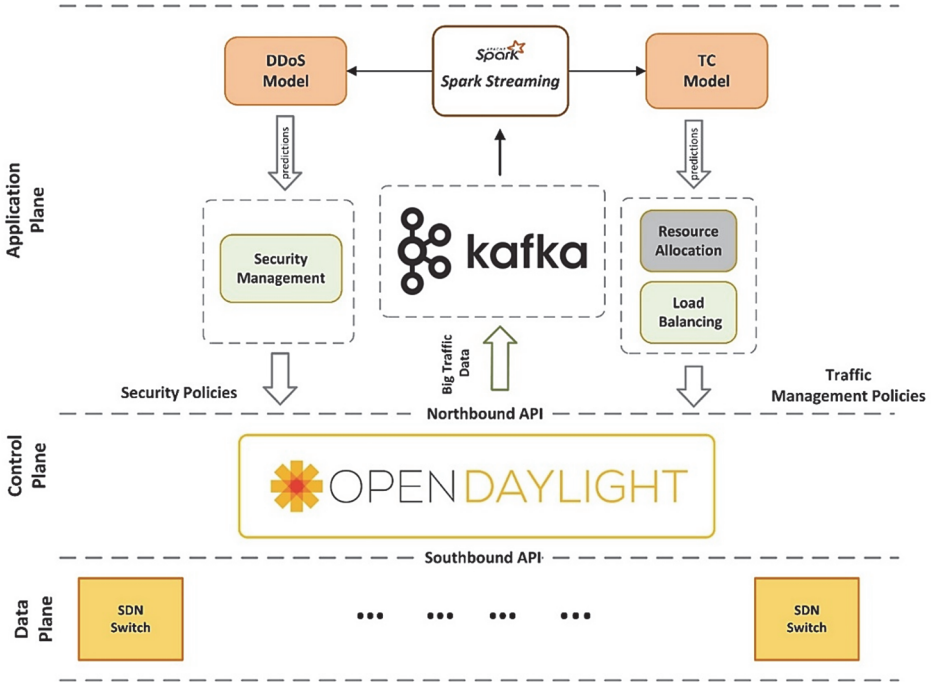 DDoS
Model
APACHE
Spark
Spark Streaming
TC
Model
predictions
predictions
Application
Plane
Security
Management
kafka
Resource
Allocation
Load
Balancing
Big Traffic
Data
Security Policies
Traffic
Management Policies
Northbound API
Control
Plane
OPENDAYLIGHT
Southbound API
Data
Plane
SDN
Switch
SDN
Switch